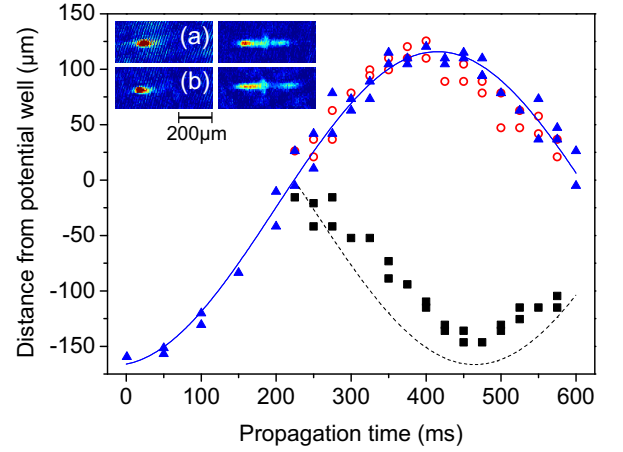 150
100
50
0
-50
-100
-150
Distance from potential well (μm)
(a)
(b)
200μm
0 100 200 300 400 500 600
Propagation time (ms)